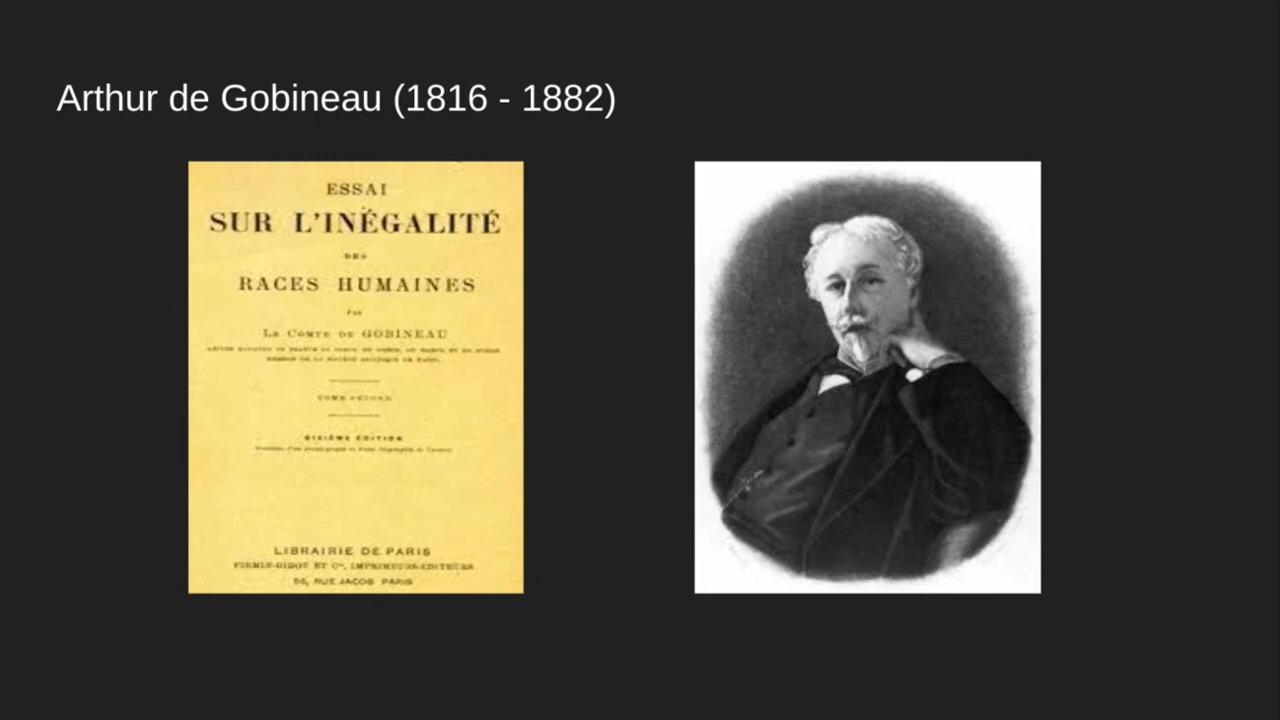 Arthur de Gobineau (1816 - 1882)
ESSAI
SUR L'INÉGALITÉ
DES
RACES HUMAINES
PAR
LE COMTE DE GOBINEAU
TOME SECOND
SIXIÈME ÉDITION
LIBRAIRIE DE PARIS
FIRMIN-DIDOT ET Cie, IMPRIMEURS-EDITEURS
56, RUE JACOB PARIS